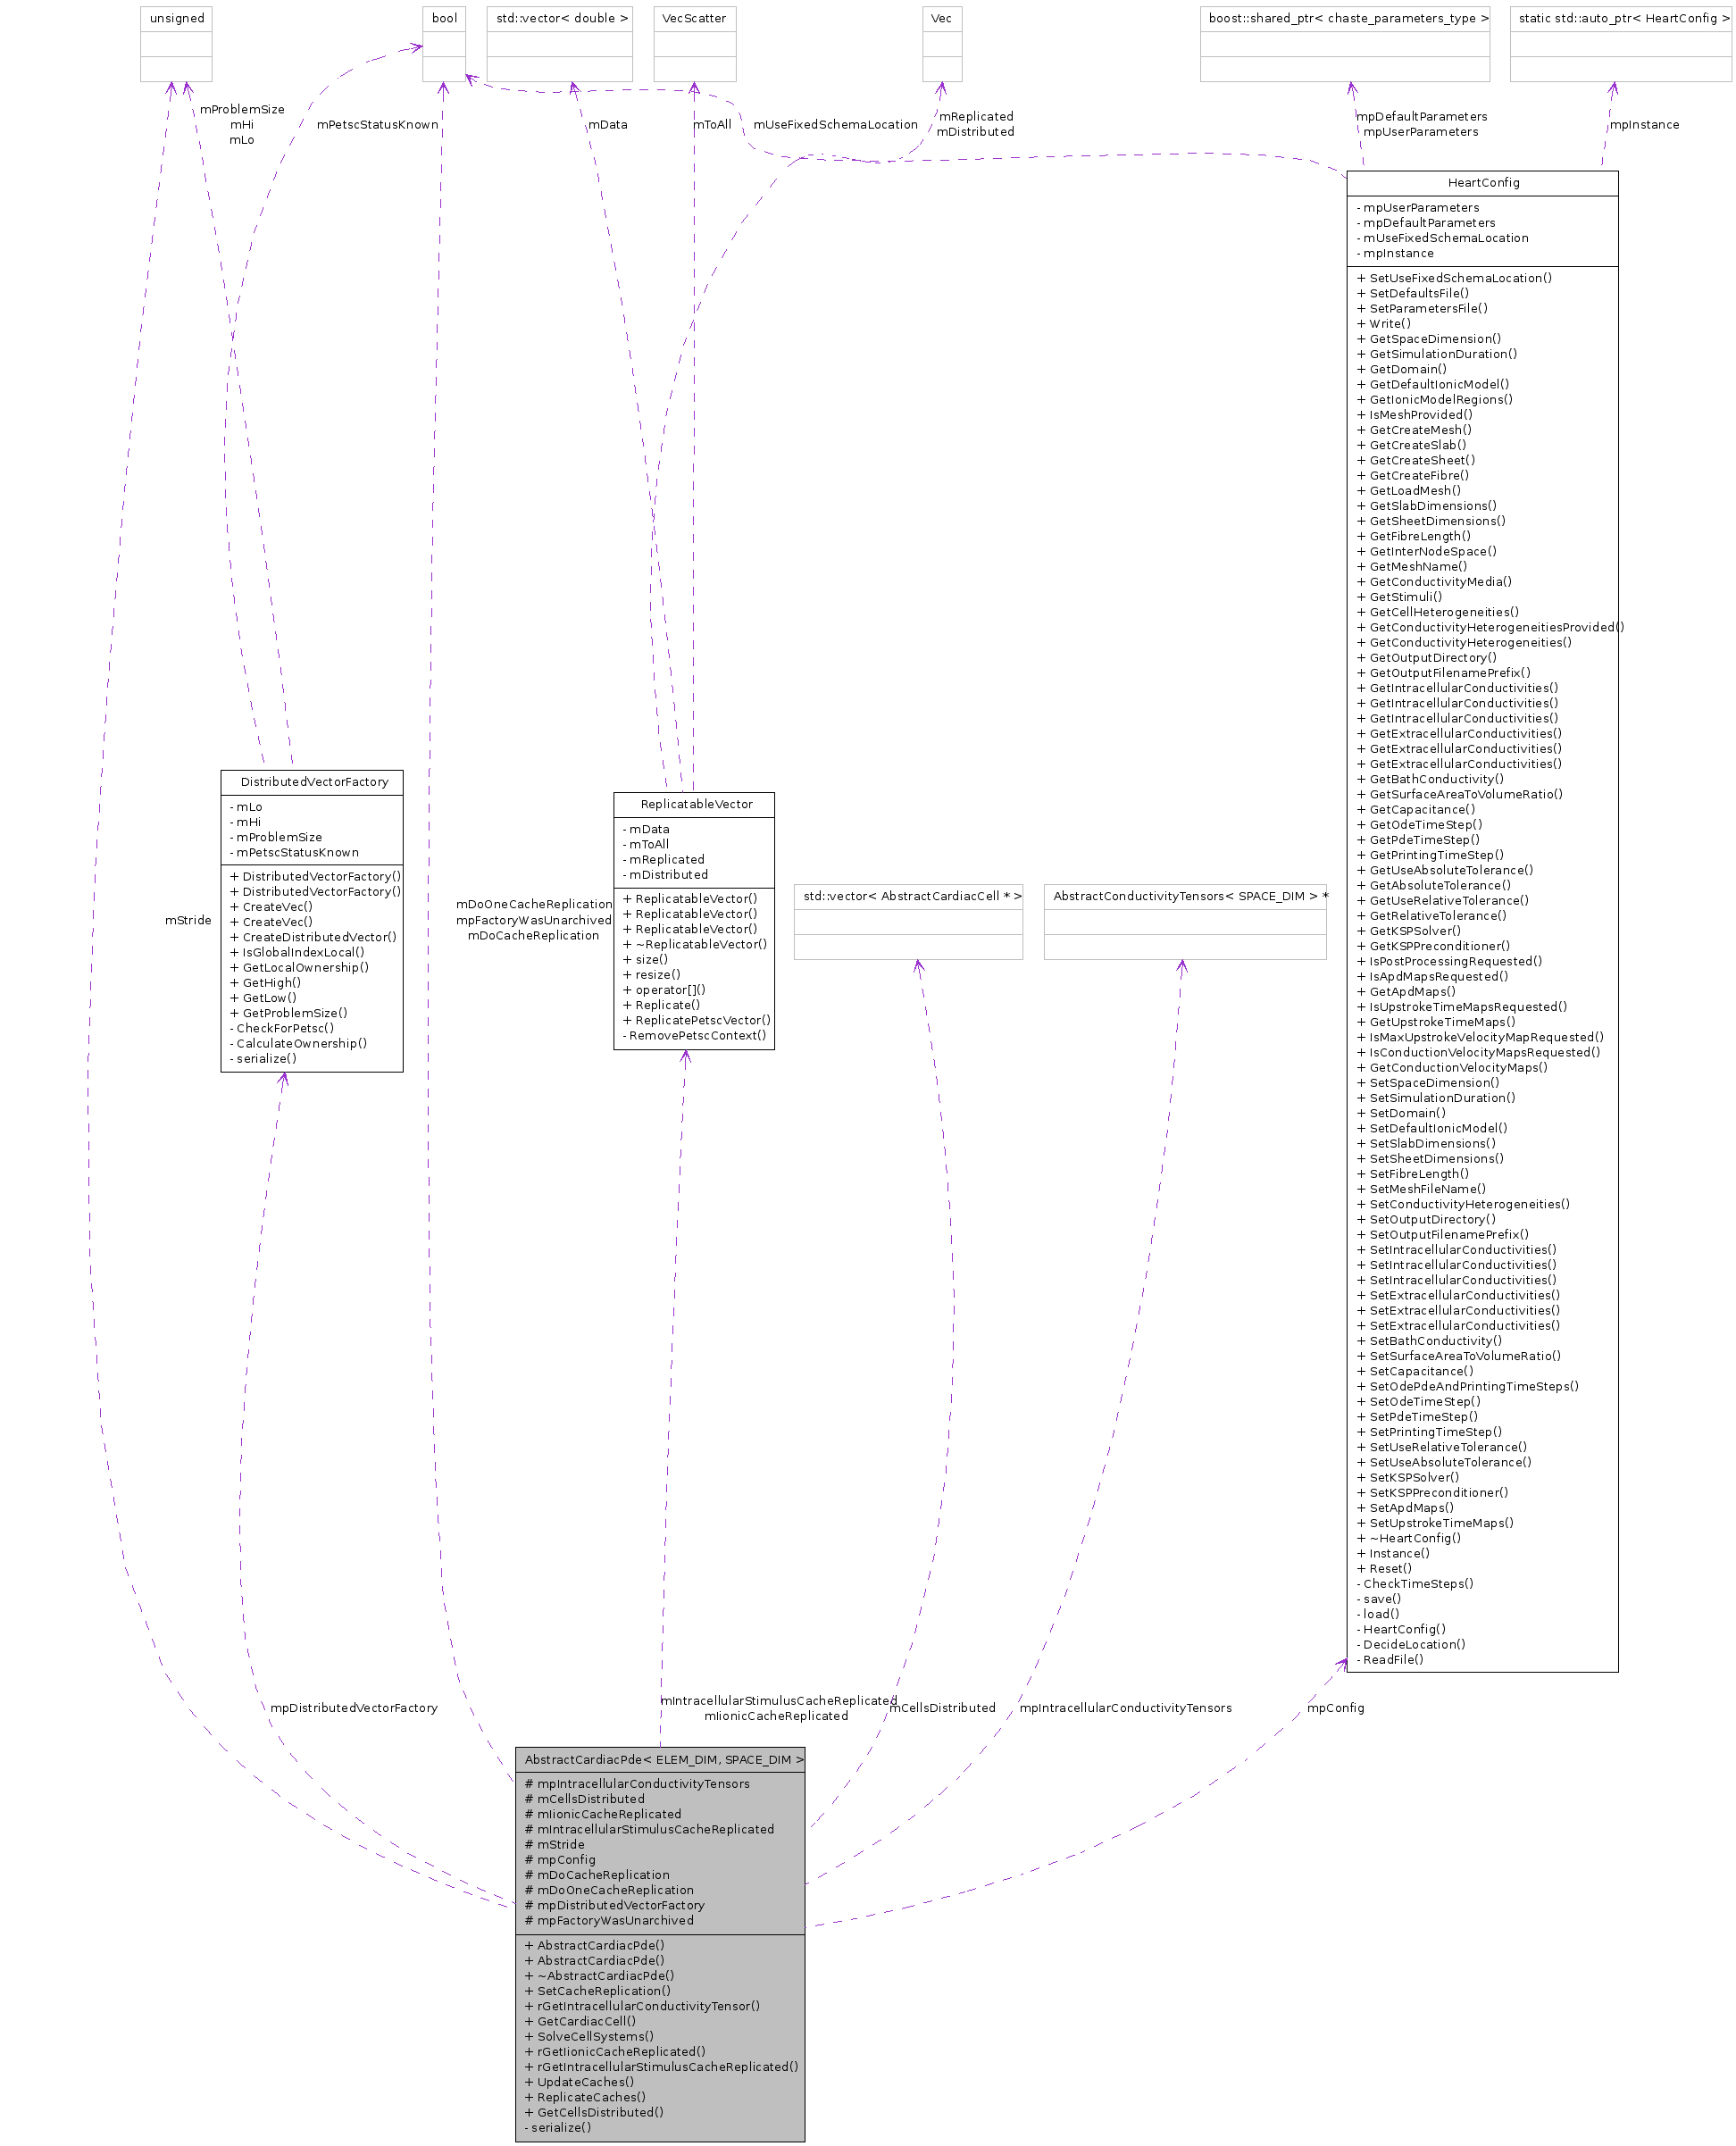 unsigned
bool
std::vector< double >
VecScatter
Vec
boost::shared_ptr< chaste_parameters_type >
static std::auto_ptr< HeartConfig >
mProblemSize
mHi
mLo
mPetscStatusKnown
mData
mToAll
mUseFixedSchemaLocation
mReplicated
mDistributed
mpDefaultParameters
mpUserParameters
mpInstance
HeartConfig
- mpUserParameters
- mpDefaultParameters
- mUseFixedSchemaLocation
- mpInstance
+ SetUseFixedSchemaLocation()
+ SetDefaultsFile()
+ SetParametersFile()
+ Write()
+ GetSpaceDimension()
+ GetSimulationDuration()
+ GetDomain()
+ GetDefaultIonicModel()
+ GetIonicModelRegions()
+ IsMeshProvided()
+ GetCreateMesh()
+ GetCreateSlab()
+ GetCreateSheet()
+ GetCreateFibre()
+ GetLoadMesh()
+ GetSlabDimensions()
+ GetSheetDimensions()
+ GetFibreLength()
+ GetInterNodeSpace()
+ GetMeshName()
+ GetConductivityMedia()
+ GetStimuli()
+ GetCellHeterogeneities()
+ GetConductivityHeterogeneitiesProvided()
+ GetConductivityHeterogeneities()
+ GetOutputDirectory()
+ GetOutputFilenamePrefix()
+ GetIntracellularConductivities()
+ GetIntracellularConductivities()
+ GetIntracellularConductivities()
+ GetExtracellularConductivities()
+ GetExtracellularConductivities()
+ GetExtracellularConductivities()
+ GetBathConductivity()
+ GetSurfaceAreaToVolumeRatio()
+ GetCapacitance()
+ GetOdeTimeStep()
+ GetPdeTimeStep()
+ GetPrintingTimeStep()
+ GetUseAbsoluteTolerance()
+ GetAbsoluteTolerance()
+ GetUseRelativeTolerance()
+ GetRelativeTolerance()
+ GetKSPSolver()
+ GetKSPPreconditioner()
+ IsPostProcessingRequested()
+ IsApdMapsRequested()
+ GetApdMaps()
+ IsUpstrokeTimeMapsRequested()
+ GetUpstrokeTimeMaps()
+ IsMaxUpstrokeVelocityMapRequested()
+ IsConductionVelocityMapsRequested()
+ GetConductionVelocityMaps()
+ SetSpaceDimension()
+ SetSimulationDuration()
+ SetDomain()
+ SetDefaultIonicModel()
+ SetSlabDimensions()
+ SetSheetDimensions()
+ SetFibreLength()
+ SetMeshFileName()
+ SetConductivityHeterogeneities()
+ SetOutputDirectory()
+ SetOutputFilenamePrefix()
+ SetIntracellularConductivities()
+ SetIntracellularConductivities()
+ SetIntracellularConductivities()
+ SetExtracellularConductivities()
+ SetExtracellularConductivities()
+ SetExtracellularConductivities()
+ SetBathConductivity()
+ SetSurfaceAreaToVolumeRatio()
+ SetCapacitance()
+ SetOdePdeAndPrintingTimeSteps()
+ SetOdeTimeStep()
+ SetPdeTimeStep()
+ SetPrintingTimeStep()
+ SetUseRelativeTolerance()
+ SetUseAbsoluteTolerance()
+ SetKSPSolver()
+ SetKSPPreconditioner()
+ SetApdMaps()
+ SetUpstrokeTimeMaps()
+ ~HeartConfig()
+ Instance()
+ Reset()
- CheckTimeSteps()
- save()
- load()
- HeartConfig()
- DecideLocation()
- ReadFile()
DistributedVectorFactory
- mLo
- mHi
- mProblemSize
- mPetscStatusKnown
+ DistributedVectorFactory()
+ DistributedVectorFactory()
+ CreateVec()
+ CreateVec()
+ CreateDistributedVector()
+ IsGlobalIndexLocal()
+ GetLocalOwnership()
+ GetHigh()
+ GetLow()
+ GetProblemSize()
- CheckForPetsc()
- CalculateOwnership()
- serialize()
ReplicatableVector
- mData
- mToAll
- mReplicated
- mDistributed
+ ReplicatableVector()
+ ReplicatableVector()
+ ReplicatableVector()
+ ~ReplicatableVector()
+ size()
+ resize()
+ operator[]()
+ Replicate()
+ ReplicatePetscVector()
- RemovePetscContext()
std::vector< AbstractCardiacCell * >
AbstractConductivityTensors< SPACE_DIM > *
mStride
mDoOneCacheReplication
mpFactoryWasUnarchived
mDoCacheReplication
mpDistributedVectorFactory
mIntracellularStimulusCacheReplicated
mIionicCacheReplicated
mCellsDistributed
mpIntracellularConductivityTensors
mpConfig
AbstractCardiacPde< ELEM_DIM, SPACE_DIM >
# mpIntracellularConductivityTensors
# mCellsDistributed
# mIionicCacheReplicated
# mIntracellularStimulusCacheReplicated
# mStride
# mpConfig
# mDoCacheReplication
# mDoOneCacheReplication
# mpDistributedVectorFactory
# mpFactoryWasUnarchived
+ AbstractCardiacPde()
+ AbstractCardiacPde()
+ ~AbstractCardiacPde()
+ SetCacheReplication()
+ rGetIntracellularConductivityTensor()
+ GetCardiacCell()
+ SolveCellSystems()
+ rGetIionicCacheReplicated()
+ rGetIntracellularStimulusCacheReplicated()
+ UpdateCaches()
+ ReplicateCaches()
+ GetCellsDistributed()
- serialize()